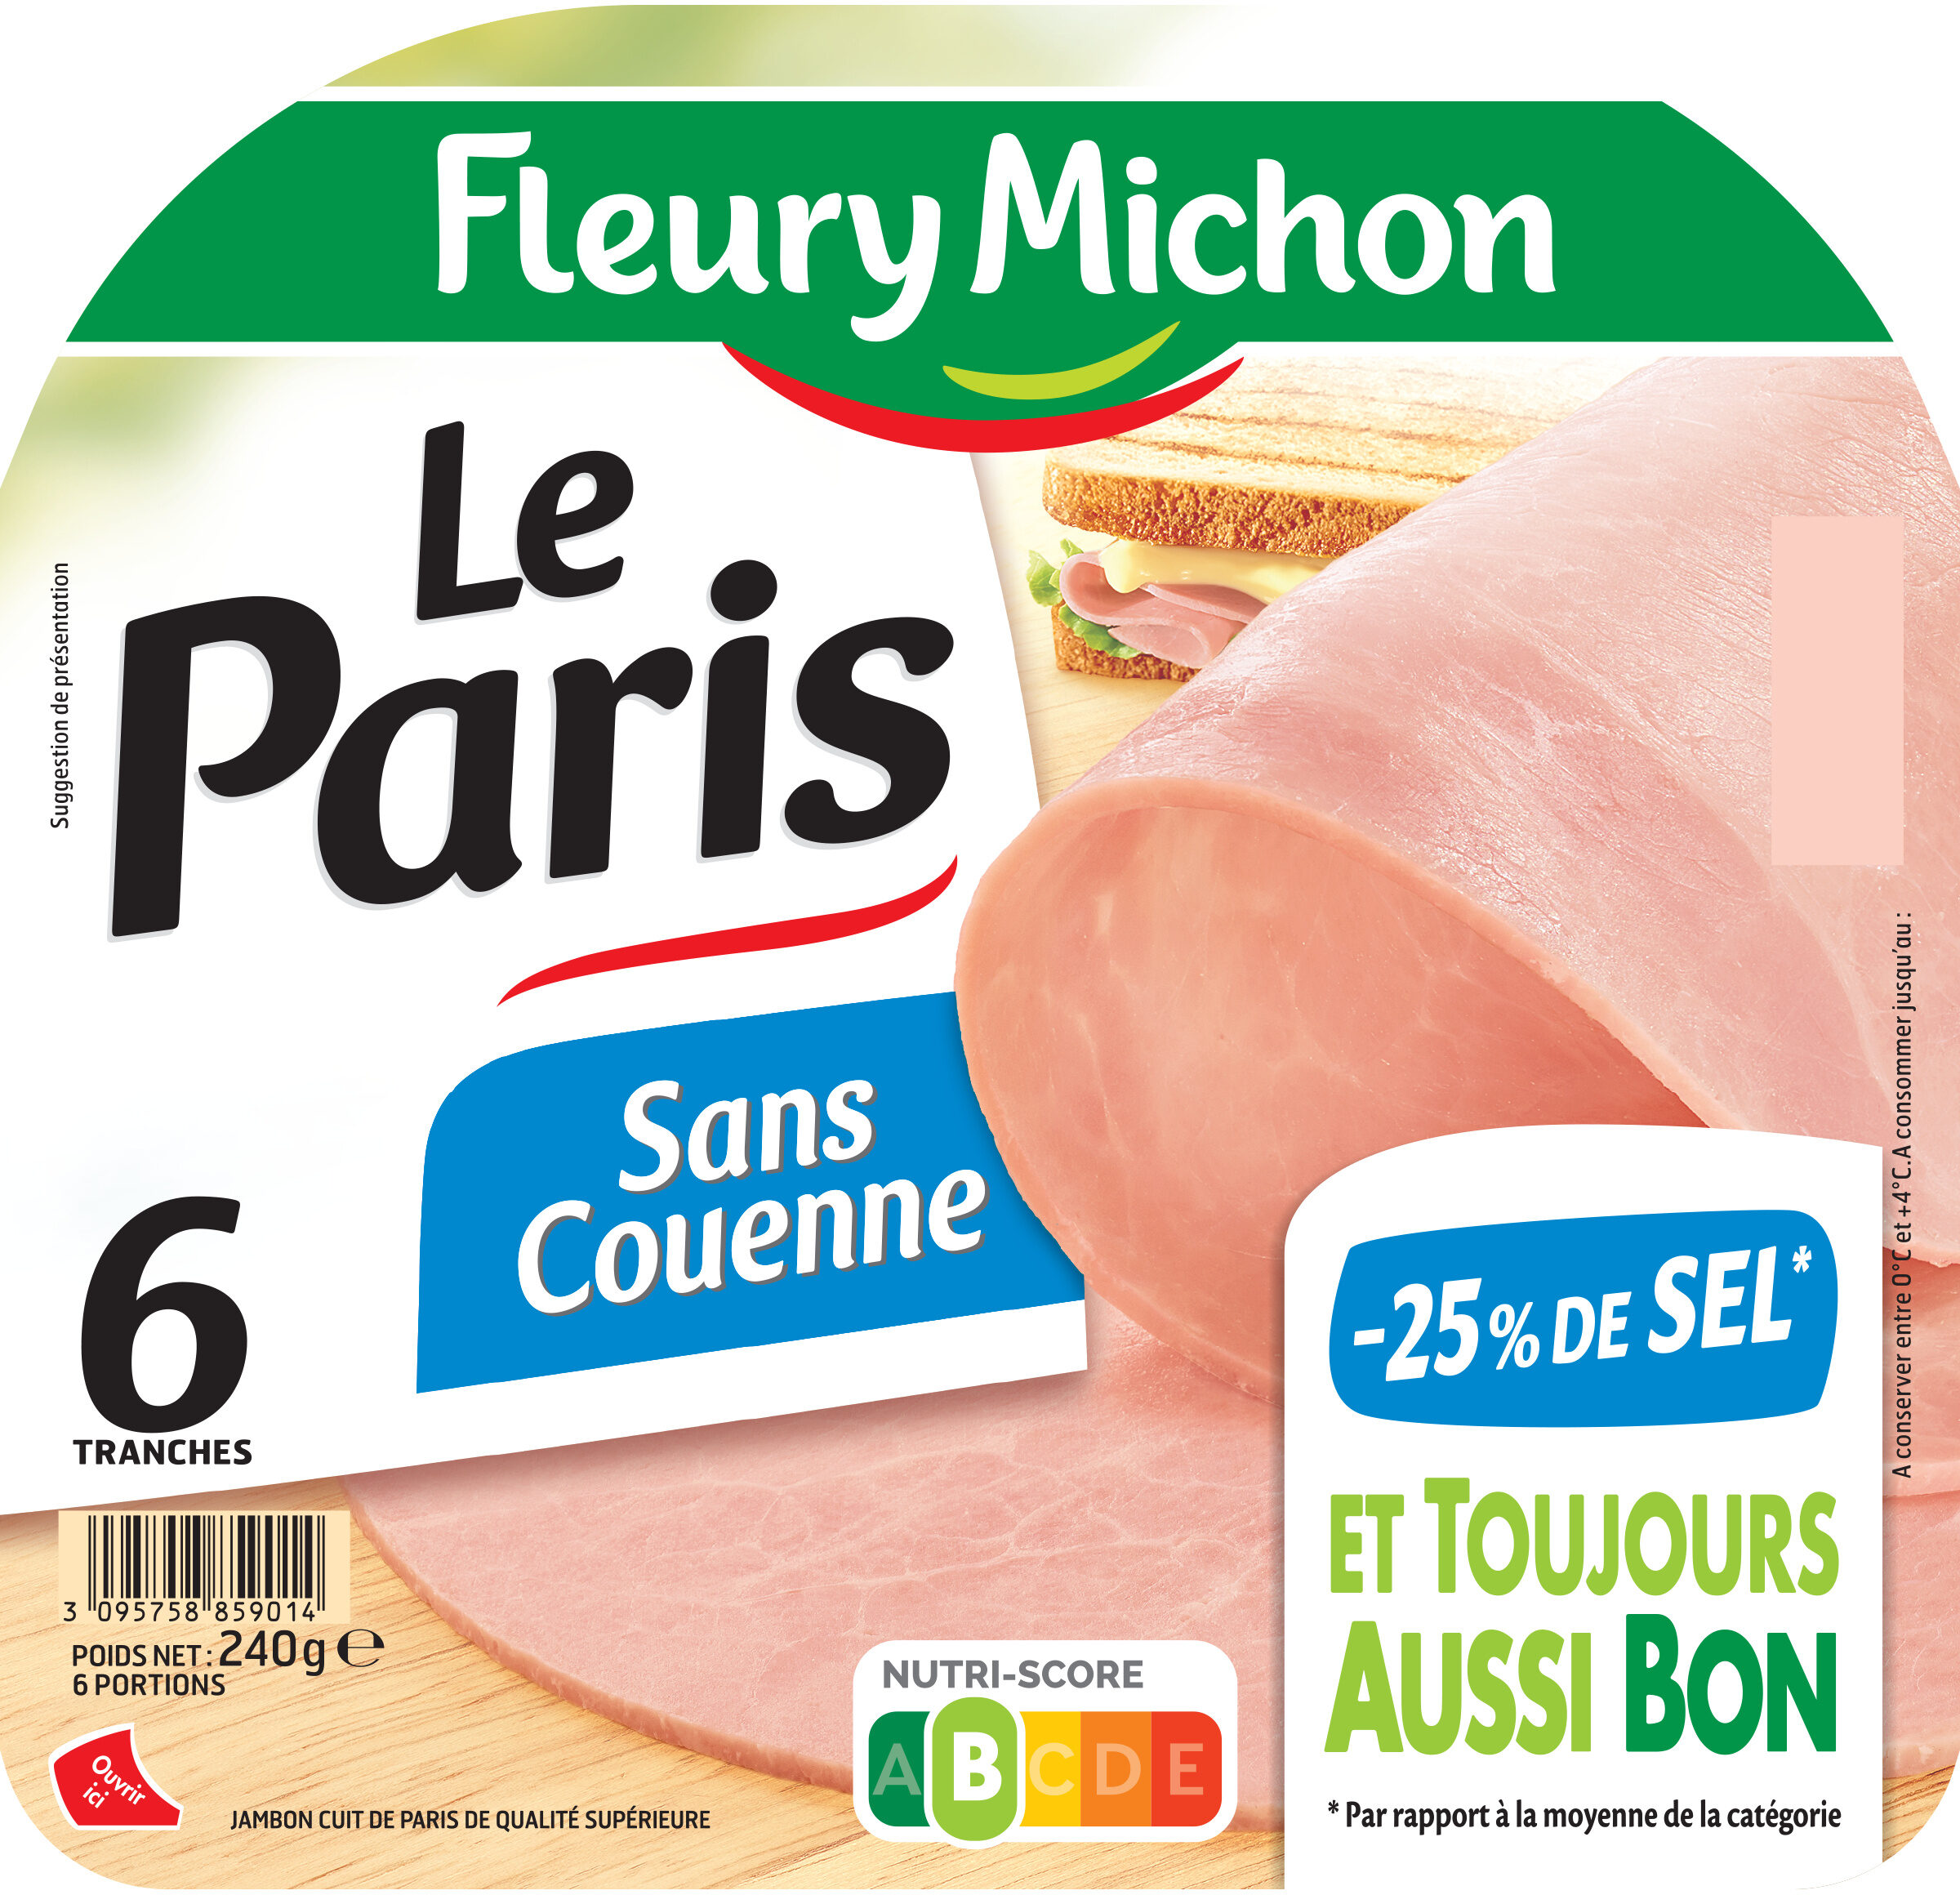 Fleury Michon
Le
Paris
Suggestion de présentation
Sans
Couenne
6
TRANCHES
3 095758 859014
POIDS NET : 240g e
6 PORTIONS
Ouvrir
ici
JAMBON CUIT DE PARIS DE QUALITÉ SUPÉRIEURE
NUTRI-SCORE
A B C D E
-25% DE SEL*
ET TOUJOURS
AUSSI BON
* Par rapport à la moyenne de la catégorie
A conserver entre 0°C et +4°C. A consommer jusqu'au :